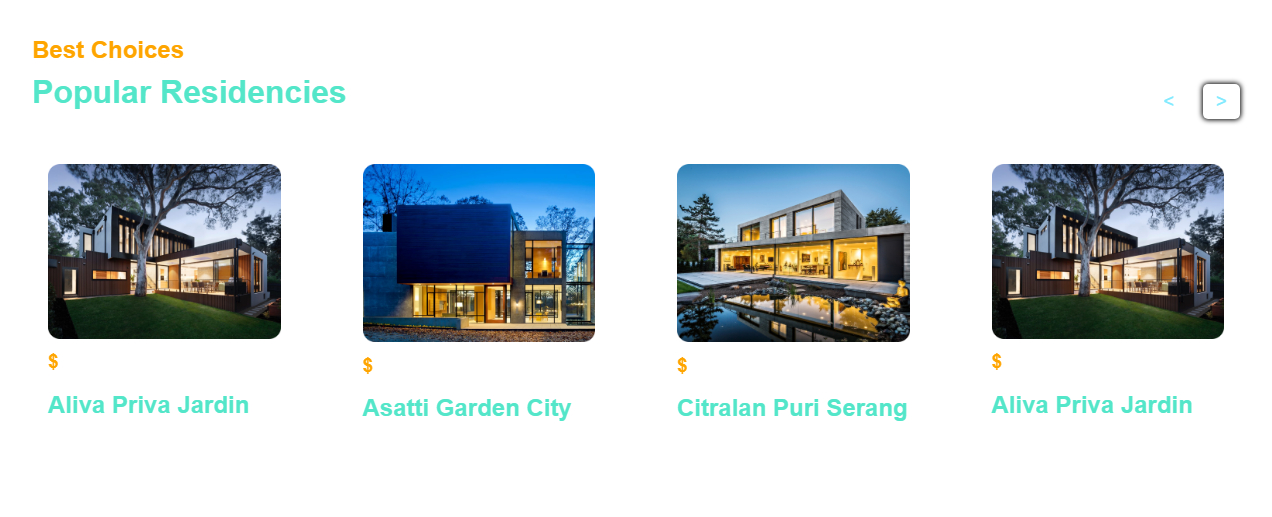 Best Choices
Popular Residencies
< >
$
Aliva Priva Jardin
$
Asatti Garden City
$
Citralan Puri Serang
$
Aliva Priva Jardin